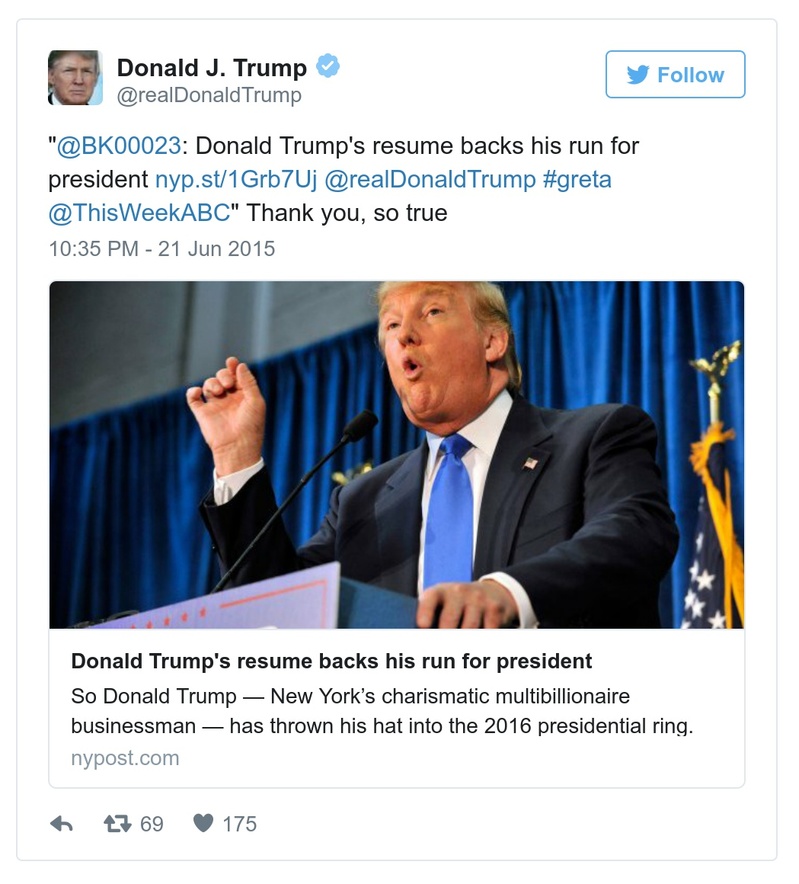 Donald J. Trump
@realDonaldTrump
Follow
"@BK00023: Donald Trump's resume backs his run for
president nyp.st/1Grb7Uj @realDonaldTrump #greta
@ThisWeekABC" Thank you, so true
10:35 PM - 21 Jun 2015
Donald Trump's resume backs his run for president
So Donald Trump — New York’s charismatic multibillionaire
businessman — has thrown his hat into the 2016 presidential ring.
nypost.com
69
175